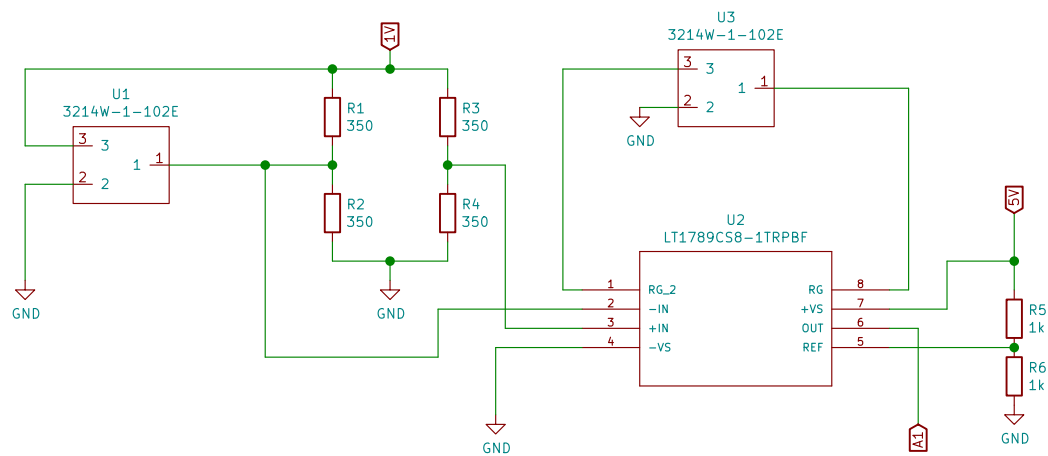 1V
U3
3214W-1-102E
3
3
1
1
2
2
GND
U1
3214W-1-102E
3
3
1
1
2
2
GND
R1
350
R3
350
R2
350
R4
350
GND
5V
U2
LT1789CS8-1TRPBF
1
RG_2
RG
8
2
-IN
+VS
7
3
+IN
OUT
6
4
-VS
REF
5
GND
R5
1k
R6
1k
GND
A1